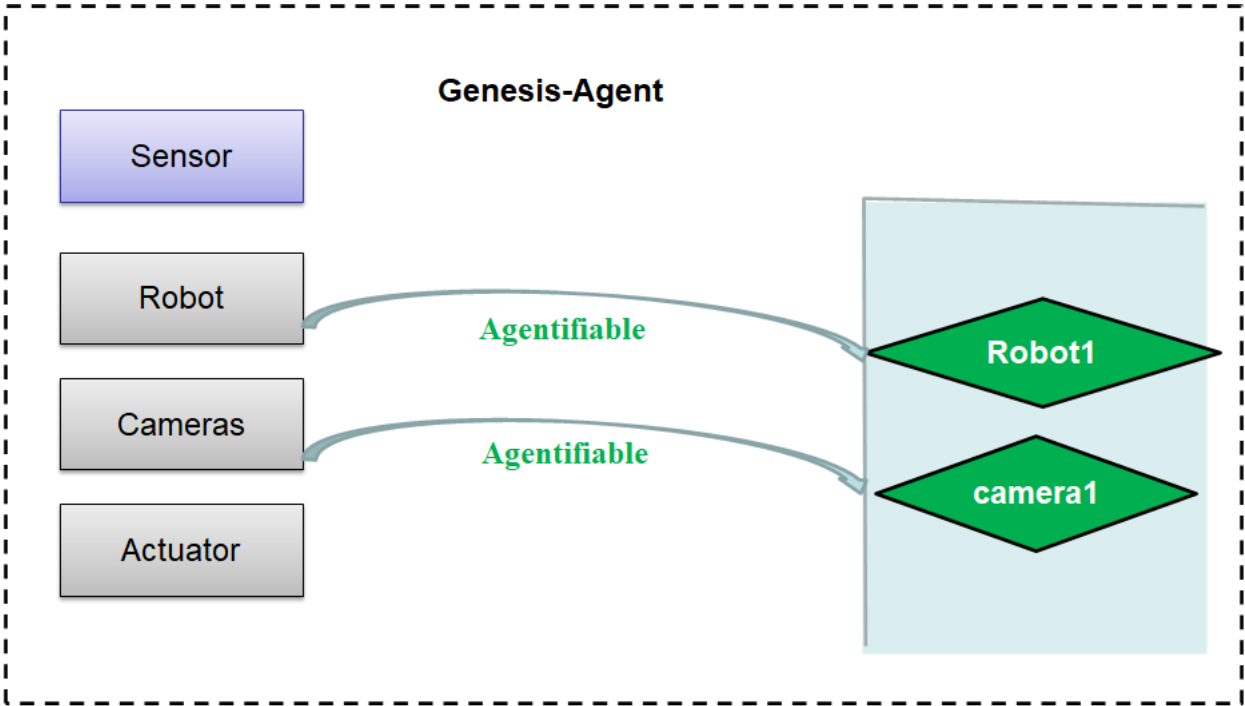 Genesis-Agent
Sensor
Robot
Agentifiable
Robot1
Cameras
Agentifiable
camera1
Actuator